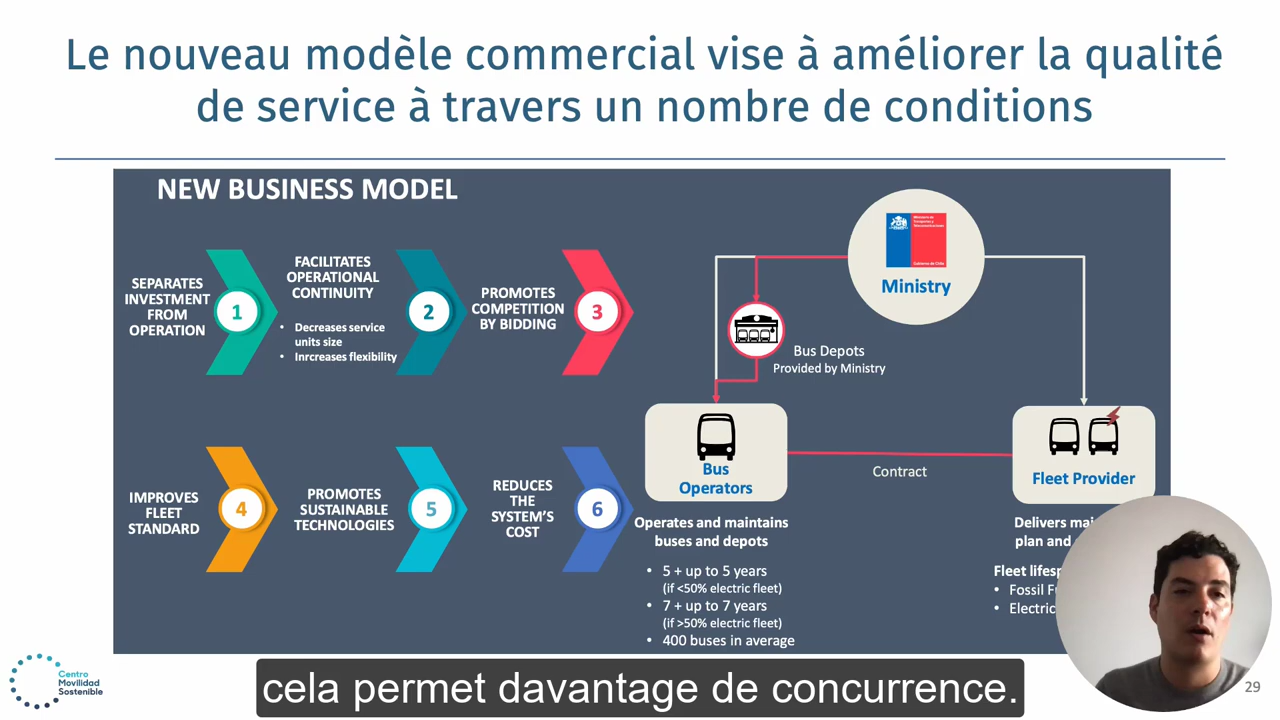 Le nouveau modèle commercial vise à améliorer la qualité
de service à travers un nombre de conditions
NEW BUSINESS MODEL
SEPARATES
INVESTMENT
FROM
OPERATION
1
FACILITATES
OPERATIONAL
CONTINUITY
• Decreases service
units size
• Inrcreases flexibility
2
PROMOTES
COMPETITION
BY BIDDING
3
IMPROVES
FLEET
STANDARD
4
PROMOTES
SUSTAINABLE
TECHNOLOGIES
5
REDUCES
THE
SYSTEM'S
COST
6
Ministry
Bus Depots
Provided by Ministry
Bus
Operators
Contract
Fleet Provider
Operates and maintains
buses and depots
• 5 + up to 5 years
(if <50% electric fleet)
• 7 + up to 7 years
(if >50% electric fleet)
• 400 buses in average
Delivers
plan and
Fleet
• Fossil
• Electric
cela permet davantage de concurrence.
Centro
Movilidad
Sostenible
29